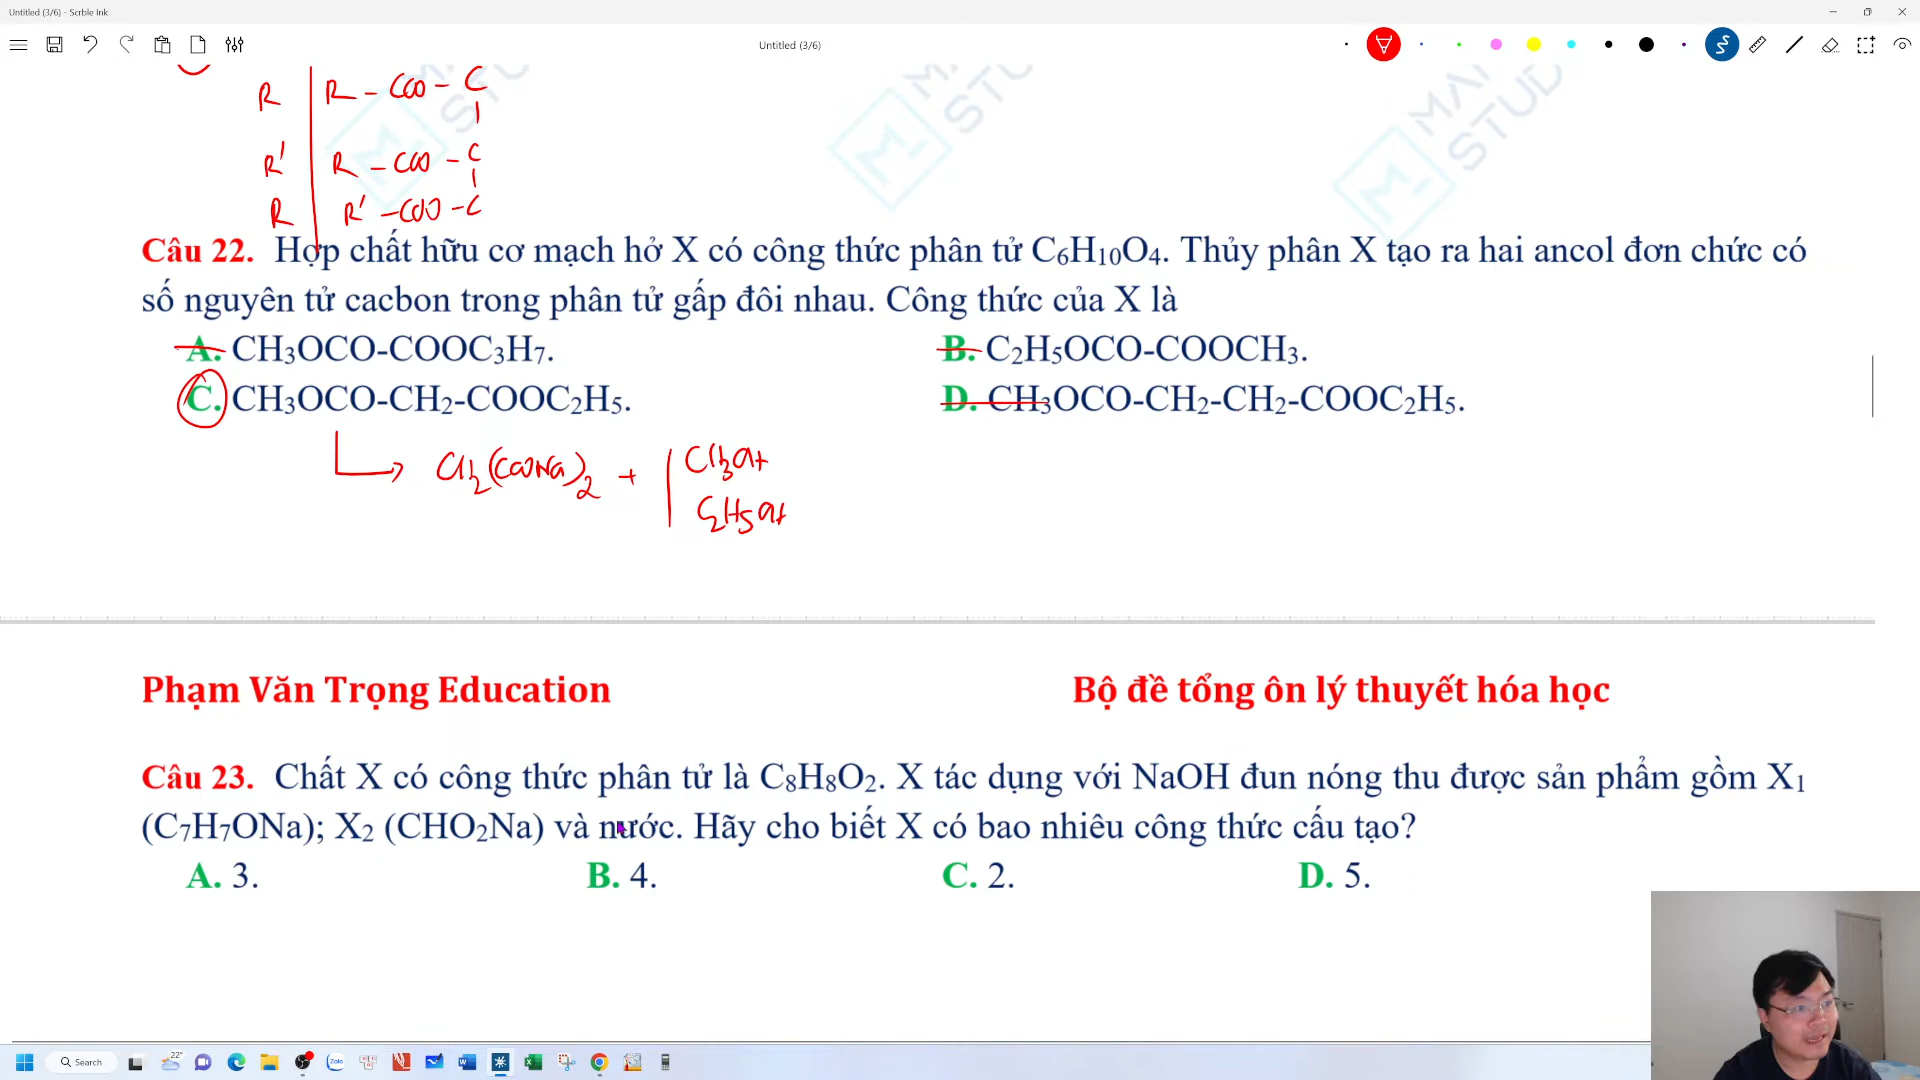 Untitled (3/6) - Scrble Ink
Untitled (3/6)
R R - COO - C
R' R - COO - C
R R' - COO - C
Câu 22. Hợp chất hữu cơ mạch hở X có công thức phân tử C₆H₁₀O₄. Thủy phân X tạo ra hai ancol đơn chức có
số nguyên tử cacbon trong phân tử gấp đôi nhau. Công thức của X là
A. CH₃OCO-COOC₃H₇. B. C₂H₅OCO-COOCH₃.
C. CH₃OCO-CH₂-COOC₂H₅. D. CH₃OCO-CH₂-CH₂-COOC₂H₅.
CH₂(COONa)₂ + CH₃OH
C₂H₅OH
Phạm Văn Trọng Education Bộ đề tổng ôn lý thuyết hóa học
Câu 23. Chất X có công thức phân tử là C₈H₈O₂. X tác dụng với NaOH đun nóng thu được sản phẩm gồm X₁
(C₇H₇ONa); X₂ (CHO₂Na) và nước. Hãy cho biết X có bao nhiêu công thức cấu tạo?
A. 3. B. 4. C. 2. D. 5.
Search
22°
Zalo